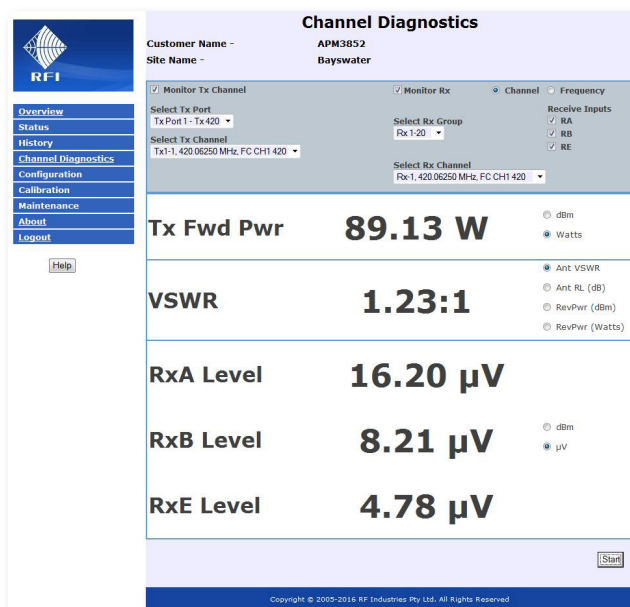 Channel Diagnostics
Customer Name - APM3852
Site Name - Bayswater
RFI
Overview
Status
History
Channel Diagnostics
Configuration
Calibration
Maintenance
About
Logout
Help
Monitor Tx Channel
Select Tx Port
Tx Port 1 - Tx 420
Select Tx Channel
Tx1-1, 420.06250 MHz, FC CH1 420
Monitor Rx Channel Frequency
Select Rx Group
Rx 1-20
Select Rx Channel
Rx-1, 420.06250 MHz, FC CH1 420
Receive Inputs
RA
RB
RE
Tx Fwd Pwr 89.13 W
dBm
Watts
VSWR 1.23:1
Ant VSWR
Ant RL (dB)
RevPwr (dBm)
RevPwr (Watts)
RxA Level 16.20 µV
RxB Level 8.21 µV
dBm
µV
RxE Level 4.78 µV
Start
Copyright © 2005-2016 RF Industries Pty Ltd. All Rights Reserved